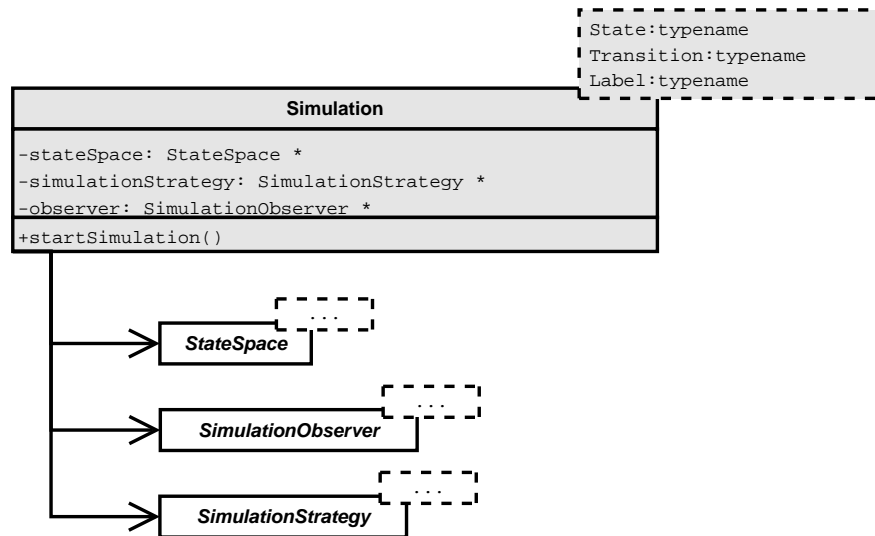 State:typename
Transition:typename
Label:typename
Simulation
-stateSpace: StateSpace *
-simulationStrategy: SimulationStrategy *
-observer: SimulationObserver *
+startSimulation()
...
StateSpace
...
SimulationObserver
...
SimulationStrategy